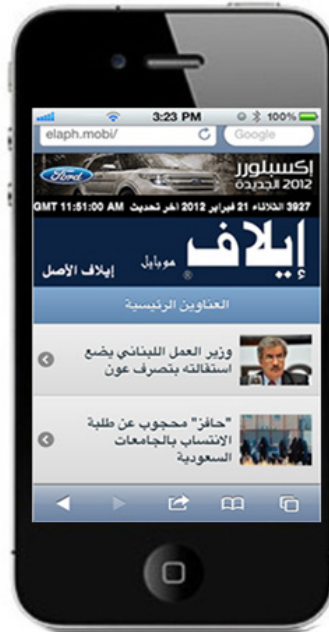 3:23 PM
100%
elaph.mobi/
Google
Ford
إكسبلورر
2012 الجديدة
3927 الثلاثاء 21 فبراير 2012 اخر تحديث GMT 11:51:00 AM
إيلاف
®
موبايل
إيلاف الأصل
العناوين الرئيسية
وزير العمل اللبناني يضع
استقالته بتصرف عون
"حافز" محجوب عن طلبة
الانتساب بالجامعات
السعودية